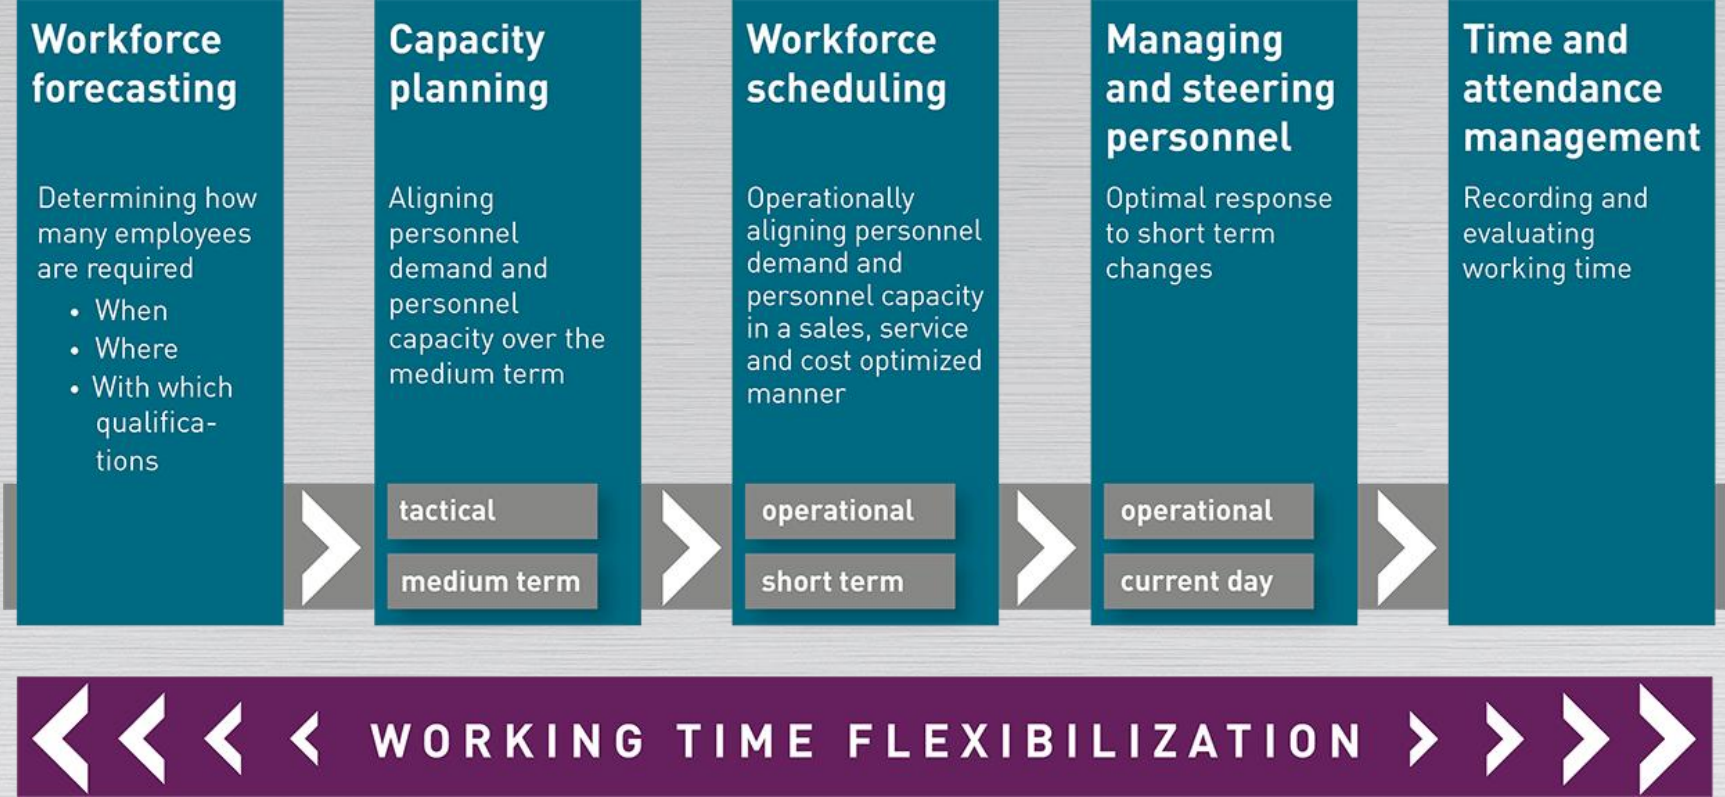 Workforce
forecasting
Determining how
many employees
are required
• When
• Where
• With which
qualifica-
tions
Capacity
planning
Aligning
personnel
demand and
personnel
capacity over the
medium term
tactical
medium term
Workforce
scheduling
Operationally
aligning personnel
demand and
personnel capacity
in a sales, service
and cost optimized
manner
operational
short term
Managing
and steering
personnel
Optimal response
to short term
changes
operational
current day
Time and
attendance
management
Recording and
evaluating
working time
WORKING TIME FLEXIBILIZATION